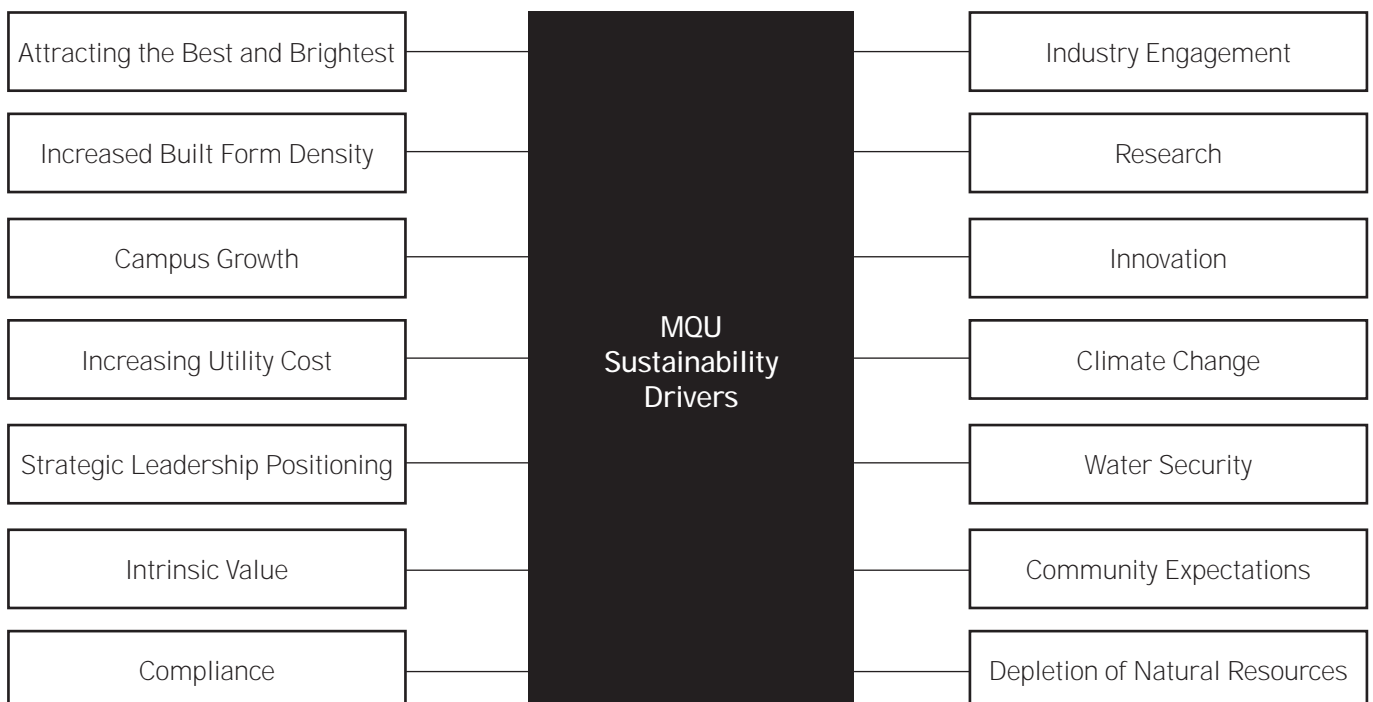 Attracting the Best and Brightest
Increased Built Form Density
Campus Growth
Increasing Utility Cost
Strategic Leadership Positioning
Intrinsic Value
Compliance
MQU
Sustainability
Drivers
Industry Engagement
Research
Innovation
Climate Change
Water Security
Community Expectations
Depletion of Natural Resources